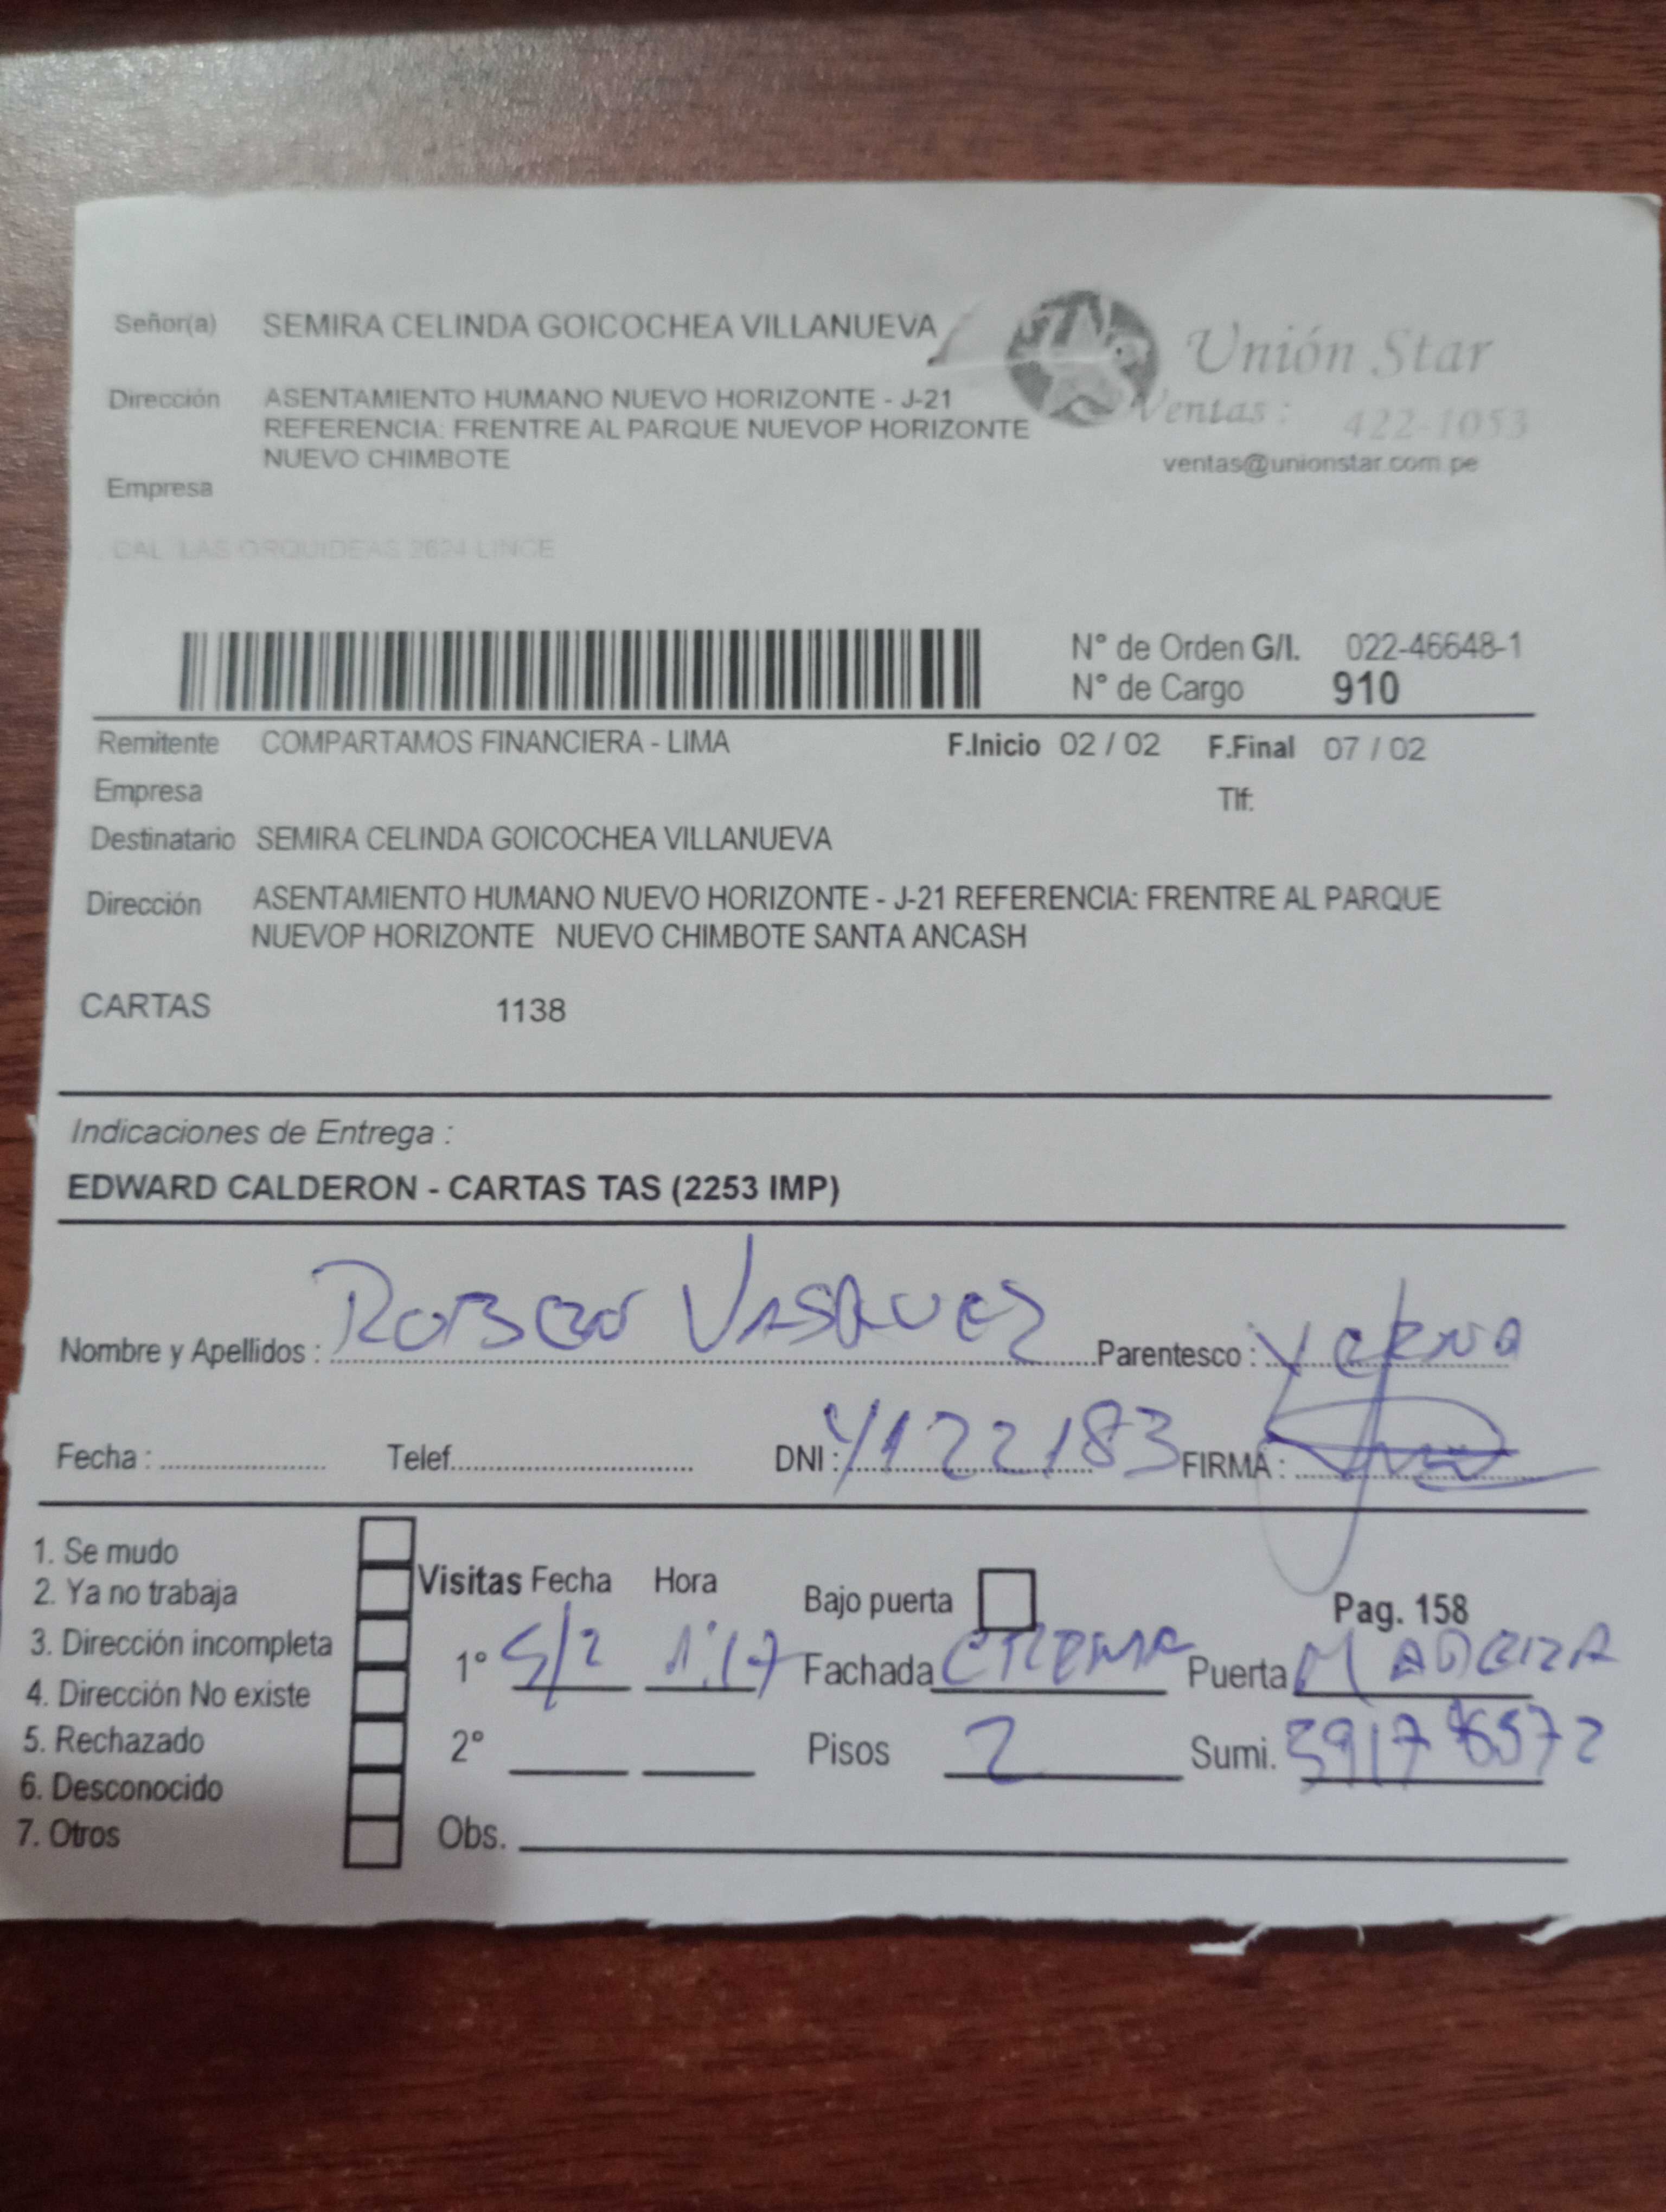 Señor(a) SEMIRA CELINDA GOICOCHEA VILLANUEVA
Unión Star
Dirección ASENTAMIENTO HUMANO NUEVO HORIZONTE - J-21
Ventas : 422-1053
REFERENCIA: FRENTRE AL PARQUE NUEVOP HORIZONTE
NUEVO CHIMBOTE
ventas@unionstar.com.pe
Empresa
CAL. LAS ORQUIDEAS 2624 LINCE
N° de Orden G/I. 022-46648-1
N° de Cargo 910
Remitente COMPARTAMOS FINANCIERA - LIMA F.Inicio 02 / 02 F.Final 07 / 02
Empresa Tlf:
Destinatario SEMIRA CELINDA GOICOCHEA VILLANUEVA
Dirección ASENTAMIENTO HUMANO NUEVO HORIZONTE - J-21 REFERENCIA: FRENTRE AL PARQUE
NUEVOP HORIZONTE NUEVO CHIMBOTE SANTA ANCASH
CARTAS 1138
Indicaciones de Entrega :
EDWARD CALDERON - CARTAS TAS (2253 IMP)
Nombre y Apellidos : VASQUEZ Parentesco : YERNO
Fecha : Telef. DNI : 41122183 FIRMA :
1. Se mudo
2. Ya no trabaja
3. Dirección incompleta
4. Dirección No existe
5. Rechazado
6. Desconocido
7. Otros
Visitas Fecha Hora Bajo puerta Pag. 158
1° 5/2 1:17 Fachada CREMA Puerta MADERA
2° Pisos 2 Sumi.
Obs.